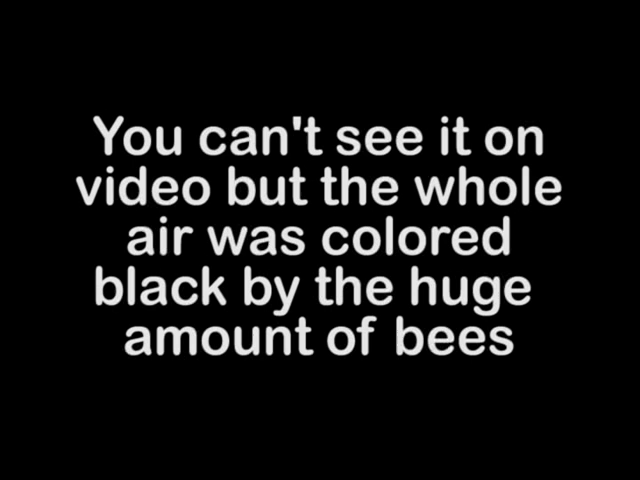 You can't see it on
video but the whole
air was colored
black by the huge
amount of bees